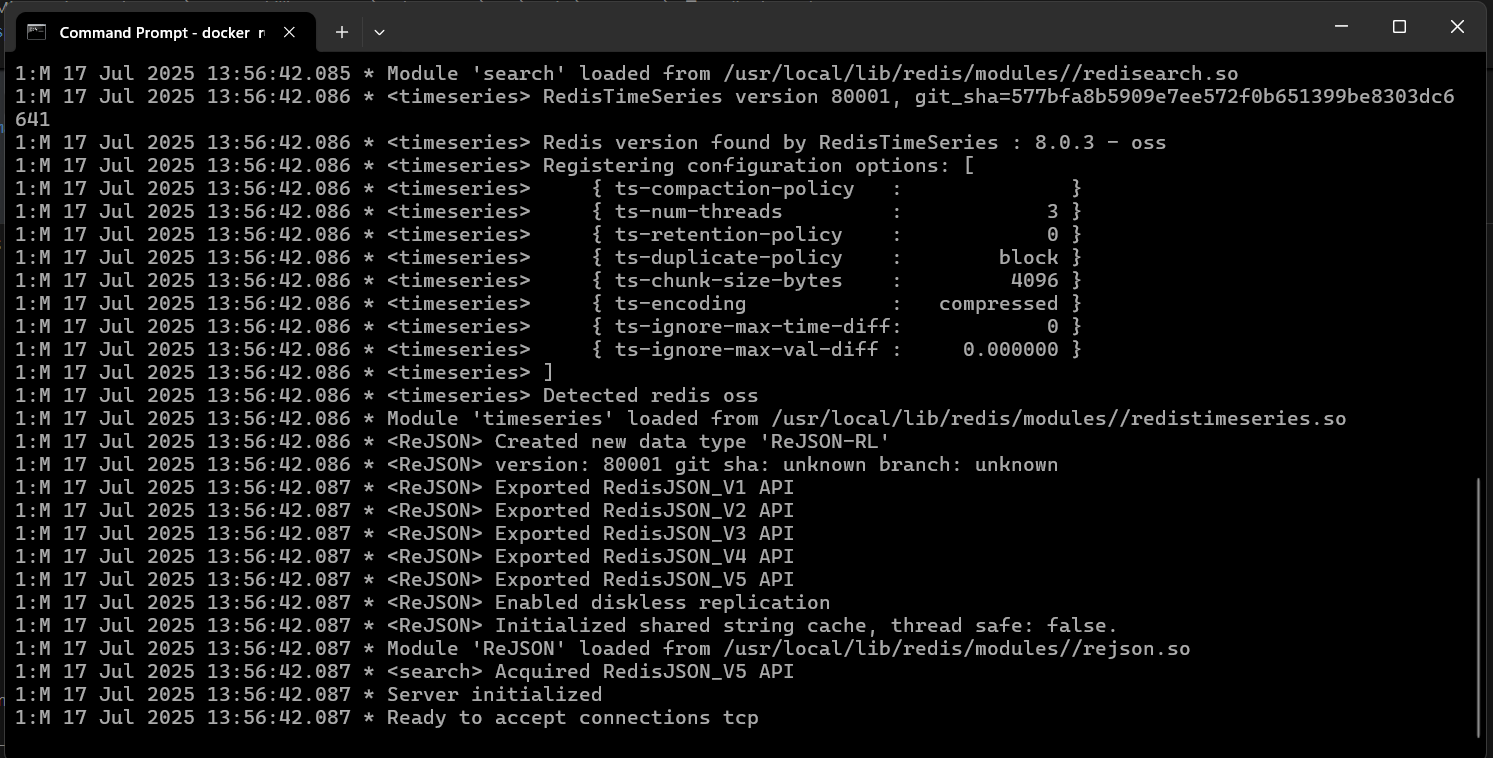 Command Prompt - docker r
1:M 17 Jul 2025 13:56:42.085 * Module 'search' loaded from /usr/local/lib/redis/modules//redisearch.so
1:M 17 Jul 2025 13:56:42.086 * <timeseries> RedisTimeSeries version 80001, git_sha=577bfa8b5909e7ee572f0b651399be8303dc6
641
1:M 17 Jul 2025 13:56:42.086 * <timeseries> Redis version found by RedisTimeSeries : 8.0.3 - oss
1:M 17 Jul 2025 13:56:42.086 * <timeseries> Registering configuration options: [
1:M 17 Jul 2025 13:56:42.086 * <timeseries>     { ts-compaction-policy   :              }
1:M 17 Jul 2025 13:56:42.086 * <timeseries>     { ts-num-threads         :            3 }
1:M 17 Jul 2025 13:56:42.086 * <timeseries>     { ts-retention-policy    :            0 }
1:M 17 Jul 2025 13:56:42.086 * <timeseries>     { ts-duplicate-policy    :        block }
1:M 17 Jul 2025 13:56:42.086 * <timeseries>     { ts-chunk-size-bytes    :         4096 }
1:M 17 Jul 2025 13:56:42.086 * <timeseries>     { ts-encoding            :   compressed }
1:M 17 Jul 2025 13:56:42.086 * <timeseries>     { ts-ignore-max-time-diff:            0 }
1:M 17 Jul 2025 13:56:42.086 * <timeseries>     { ts-ignore-max-val-diff :     0.000000 }
1:M 17 Jul 2025 13:56:42.086 * <timeseries> ]
1:M 17 Jul 2025 13:56:42.086 * <timeseries> Detected redis oss
1:M 17 Jul 2025 13:56:42.086 * Module 'timeseries' loaded from /usr/local/lib/redis/modules//redistimeseries.so
1:M 17 Jul 2025 13:56:42.086 * <ReJSON> Created new data type 'ReJSON-RL'
1:M 17 Jul 2025 13:56:42.086 * <ReJSON> version: 80001 git sha: unknown branch: unknown
1:M 17 Jul 2025 13:56:42.087 * <ReJSON> Exported RedisJSON_V1 API
1:M 17 Jul 2025 13:56:42.087 * <ReJSON> Exported RedisJSON_V2 API
1:M 17 Jul 2025 13:56:42.087 * <ReJSON> Exported RedisJSON_V3 API
1:M 17 Jul 2025 13:56:42.087 * <ReJSON> Exported RedisJSON_V4 API
1:M 17 Jul 2025 13:56:42.087 * <ReJSON> Exported RedisJSON_V5 API
1:M 17 Jul 2025 13:56:42.087 * <ReJSON> Enabled diskless replication
1:M 17 Jul 2025 13:56:42.087 * <ReJSON> Initialized shared string cache, thread safe: false.
1:M 17 Jul 2025 13:56:42.087 * Module 'ReJSON' loaded from /usr/local/lib/redis/modules//rejson.so
1:M 17 Jul 2025 13:56:42.087 * <search> Acquired RedisJSON_V5 API
1:M 17 Jul 2025 13:56:42.087 * Server initialized
1:M 17 Jul 2025 13:56:42.087 * Ready to accept connections tcp